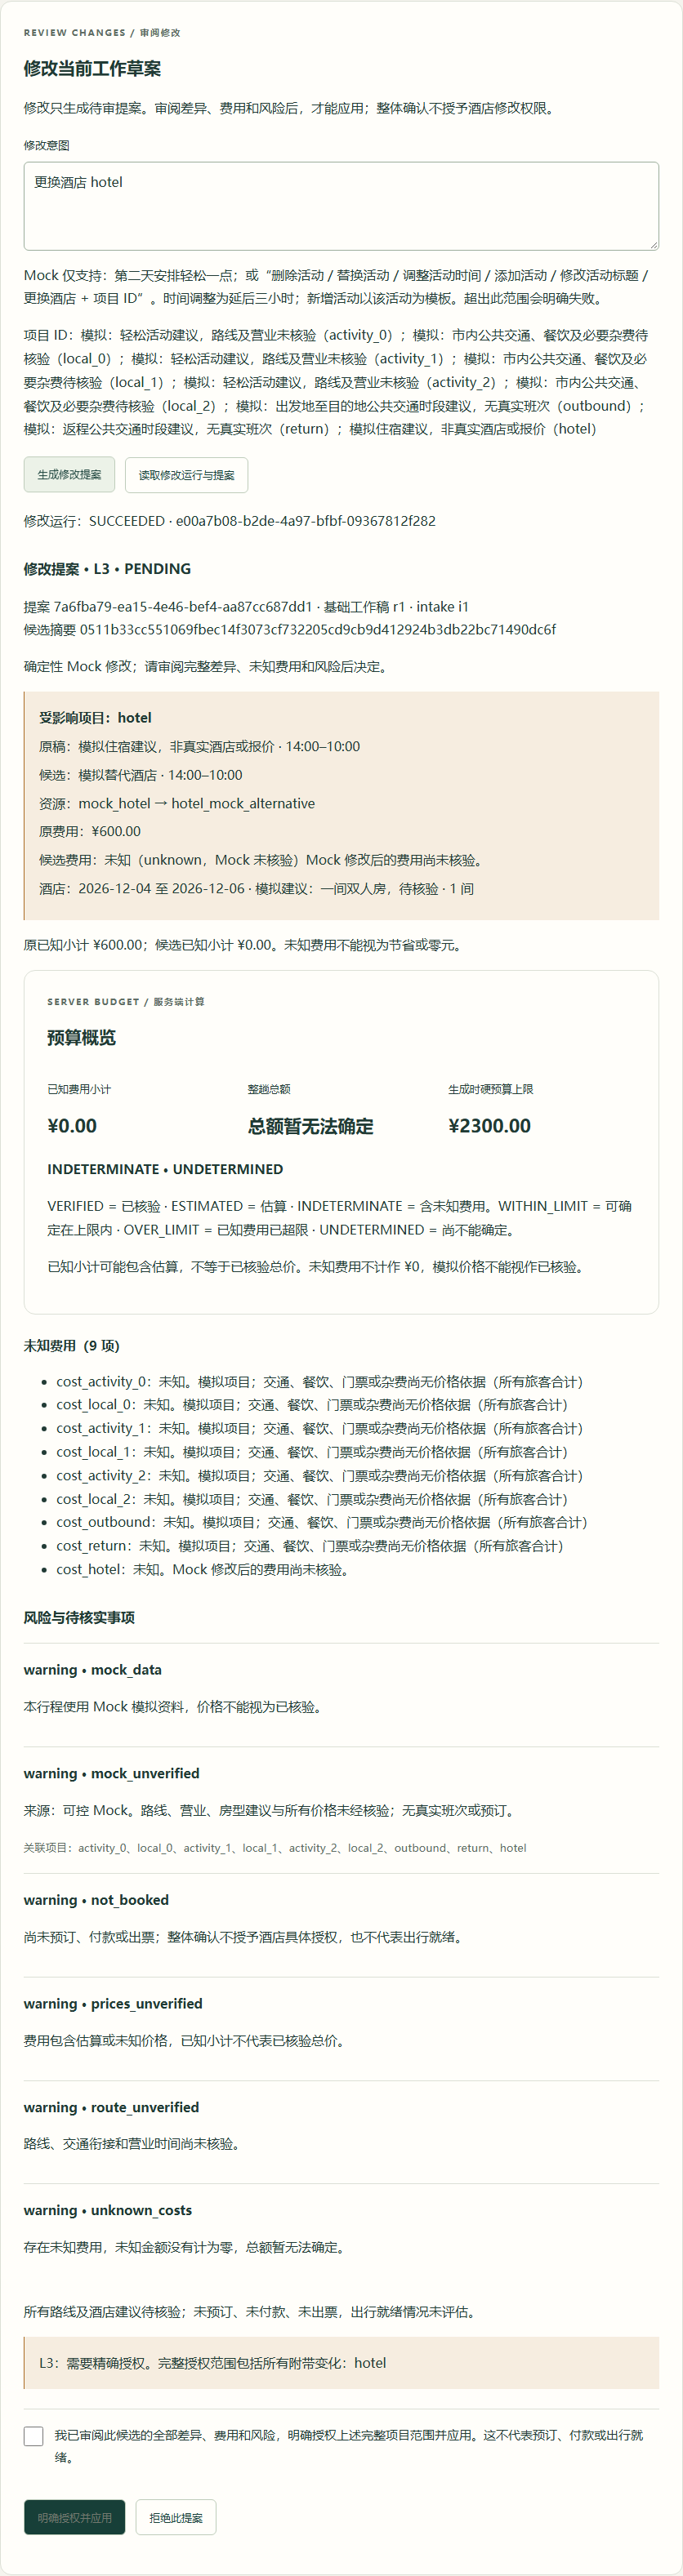 REVIEW CHANGES / 审阅修改
修改当前工作草案
修改只生成待审提案。审阅差异、费用和风险后，才能应用；整体确认不授予酒店修改权限。
修改意图
更换酒店 hotel
Mock 仅支持：第二天安排轻松一点；或“删除活动 / 替换活动 / 调整活动时间 / 添加活动 / 修改活动标题 /
更换酒店 + 项目 ID”。时间调整为延后三小时；新增活动以该活动为模板。超出此范围会明确失败。
项目 ID：模拟：轻松活动建议，路线及营业未核验（activity_0）；模拟：市内公共交通、餐饮及必要杂费待
核验（local_0）；模拟：轻松活动建议，路线及营业未核验（activity_1）；模拟：市内公共交通、餐饮及必
要杂费待核验（local_1）；模拟：轻松活动建议，路线及营业未核验（activity_2）；模拟：市内公共交通、
餐饮及必要杂费待核验（local_2）；模拟：出发地至目的地公共交通时段建议，无真实班次（outbound）；
模拟：返程公共交通时段建议，无真实班次（return）；模拟住宿建议，非真实酒店或报价（hotel）
生成修改提案 读取修改运行与提案
修改运行：SUCCEEDED · e00a7b08-b2de-4a97-bfbf-09367812f282
修改提案 • L3 • PENDING
提案 7a6fba79-ea15-4e46-bef4-aa87cc687dd1 · 基础工作稿 r1 · intake i1
候选摘要 0511b33cc551069fbec14f3073cf732205cd9cb9d412924b3db22bc71490dc6f
确定性 Mock 修改；请审阅完整差异、未知费用和风险后决定。
受影响项目：hotel
原稿：模拟住宿建议，非真实酒店或报价 · 14:00–10:00
候选：模拟替代酒店 · 14:00–10:00
资源：mock_hotel → hotel_mock_alternative
原费用：¥600.00
候选费用：未知（unknown，Mock 未核验）Mock 修改后的费用尚未核验。
酒店：2026-12-04 至 2026-12-06 · 模拟建议：一间双人房，待核验 · 1 间
原已知小计 ¥600.00；候选已知小计 ¥0.00。未知费用不能视为节省或零元。
SERVER BUDGET / 服务端计算
预算概览
已知费用小计 整趟总额 生成时硬预算上限
¥0.00 总额暂无法确定 ¥2300.00
INDETERMINATE • UNDETERMINED
VERIFIED = 已核验 · ESTIMATED = 估算 · INDETERMINATE = 含未知费用。WITHIN_LIMIT = 可确
定在上限内 · OVER_LIMIT = 已知费用已超限 · UNDETERMINED = 尚不能确定。
已知小计可能包含估算，不等于已核验总价。未知费用不计作 ¥0，模拟价格不能视作已核验。
未知费用（9 项）
• cost_activity_0：未知。模拟项目；交通、餐饮、门票或杂费尚无价格依据（所有旅客合计）
• cost_local_0：未知。模拟项目；交通、餐饮、门票或杂费尚无价格依据（所有旅客合计）
• cost_activity_1：未知。模拟项目；交通、餐饮、门票或杂费尚无价格依据（所有旅客合计）
• cost_local_1：未知。模拟项目；交通、餐饮、门票或杂费尚无价格依据（所有旅客合计）
• cost_activity_2：未知。模拟项目；交通、餐饮、门票或杂费尚无价格依据（所有旅客合计）
• cost_local_2：未知。模拟项目；交通、餐饮、门票或杂费尚无价格依据（所有旅客合计）
• cost_outbound：未知。模拟项目；交通、餐饮、门票或杂费尚无价格依据（所有旅客合计）
• cost_return：未知。模拟项目；交通、餐饮、门票或杂费尚无价格依据（所有旅客合计）
• cost_hotel：未知。Mock 修改后的费用尚未核验。
风险与待核实事项
warning • mock_data
本行程使用 Mock 模拟资料，价格不能视为已核验。
warning • mock_unverified
来源：可控 Mock。路线、营业、房型建议与所有价格未经核验；无真实班次或预订。
关联项目：activity_0、local_0、activity_1、local_1、activity_2、local_2、outbound、return、hotel
warning • not_booked
尚未预订、付款或出票；整体确认不授予酒店具体授权，也不代表出行就绪。
warning • prices_unverified
费用包含估算或未知价格，已知小计不代表已核验总价。
warning • route_unverified
路线、交通衔接和营业时间尚未核验。
warning • unknown_costs
存在未知费用，未知金额没有计为零，总额暂无法确定。
所有路线及酒店建议待核验；未预订、未付款、未出票，出行就绪情况未评估。
L3：需要精确授权。完整授权范围包括所有附带变化：hotel
我已审阅此候选的全部差异、费用和风险，明确授权上述完整项目范围并应用。这不代表预订、付款或出行就
绪。
明确授权并应用 拒绝此提案